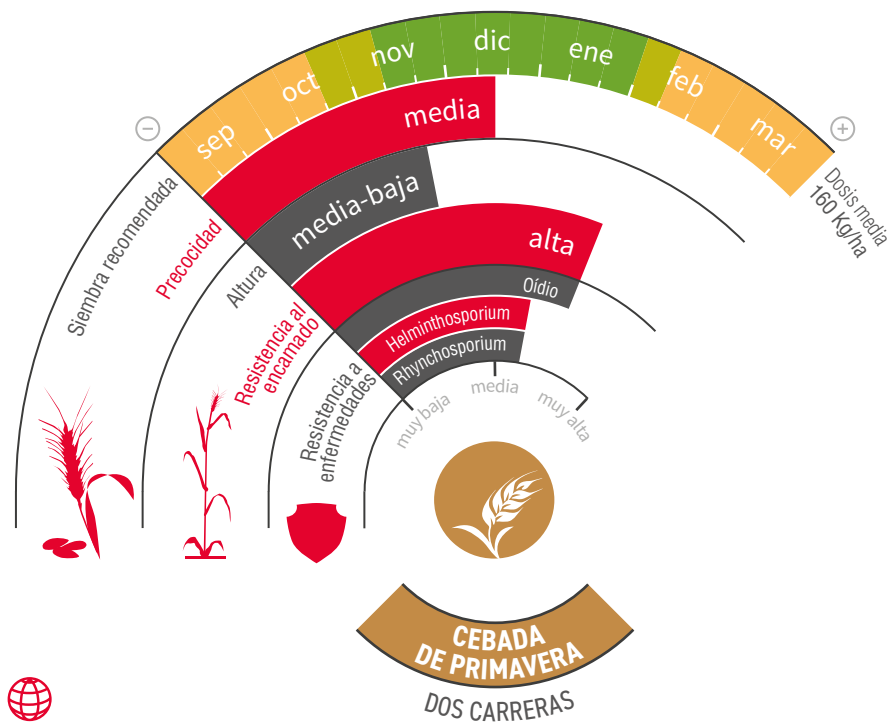 sep
oct
nov
dic
ene
feb
mar
−
+
Siembra recomendada
Dosis media
160 Kg/ha
Precocidad
media
Altura
media-baja
Resistencia al
encamado
alta
Resistencia a
enfermedades
Oídio
Helminthosporium
Rhynchosporium
muy baja
media
muy alta
CEBADA
DE PRIMAVERA
DOS CARRERAS